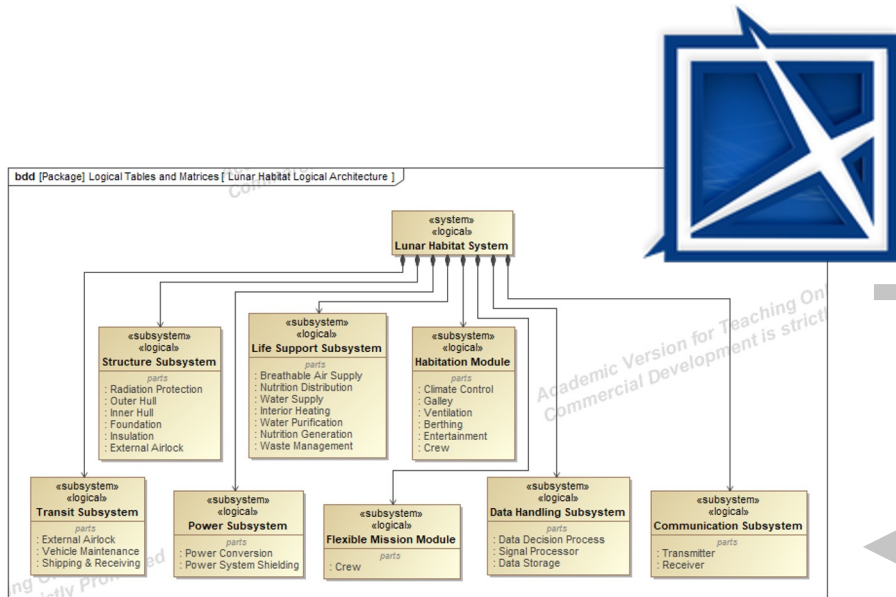 bdd [Package] Logical Tables and Matrices [ Lunar Habitat Logical Architecture ]
«system»
«logical»
Lunar Habitat System
«subsystem»
«logical»
Structure Subsystem
parts
: Radiation Protection
: Outer Hull
: Inner Hull
: Foundation
: Insulation
: External Airlock
«subsystem»
«logical»
Life Support Subsystem
parts
: Breathable Air Supply
: Nutrition Distribution
: Water Supply
: Interior Heating
: Water Purification
: Nutrition Generation
: Waste Management
«subsystem»
«logical»
Habitation Module
parts
: Climate Control
: Galley
: Ventilation
: Berthing
: Entertainment
: Crew
Academic Version for Teaching
Commercial Development is
«subsystem»
«logical»
Transit Subsystem
parts
: External Airlock
: Vehicle Maintenance
: Shipping & Receiving
«subsystem»
«logical»
Power Subsystem
parts
: Power Conversion
: Power System Shielding
«subsystem»
«logical»
Flexible Mission Module
parts
: Crew
«subsystem»
«logical»
Data Handling Subsystem
parts
: Data Decision Process
: Signal Processor
: Data Storage
«subsystem»
«logical»
Communication Subsystem
parts
: Transmitter
: Receiver